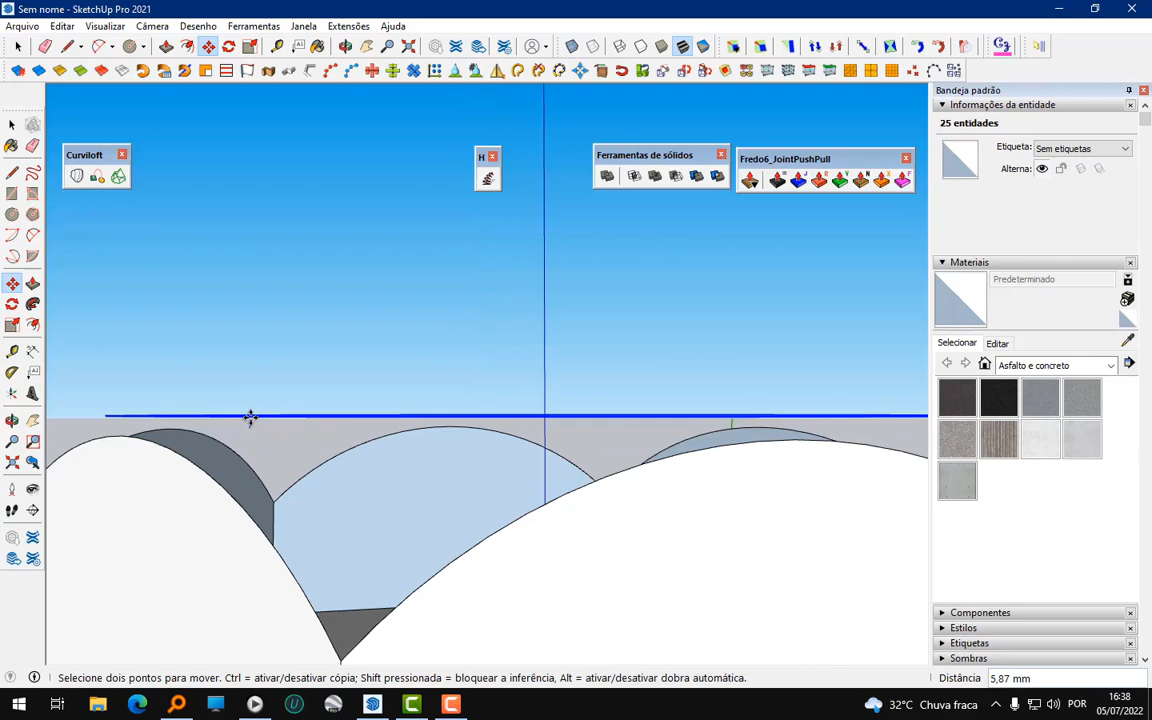 Sem nome - SketchUp Pro 2021
Arquivo Editar Visualizar Câmera Desenho Ferramentas Janela Extensões Ajuda
Bandeja padrão
Informações da entidade
25 entidades
Etiqueta: Sem etiquetas
Alterna:
Curviloft
H
Ferramentas de sólidos
Fredo6_JointPushPull
Materiais
Predeterminado
Selecionar Editar
Asfalto e concreto
Componentes
Estilos
Etiquetas
Sombras
Selecione dois pontos para mover. Ctrl = ativar/desativar cópia; Shift pressionada = bloquear a inferência, Alt = ativar/desativar dobra automática.
Distância 5,87 mm
32°C Chuva fraca
POR
16:38
05/07/2022